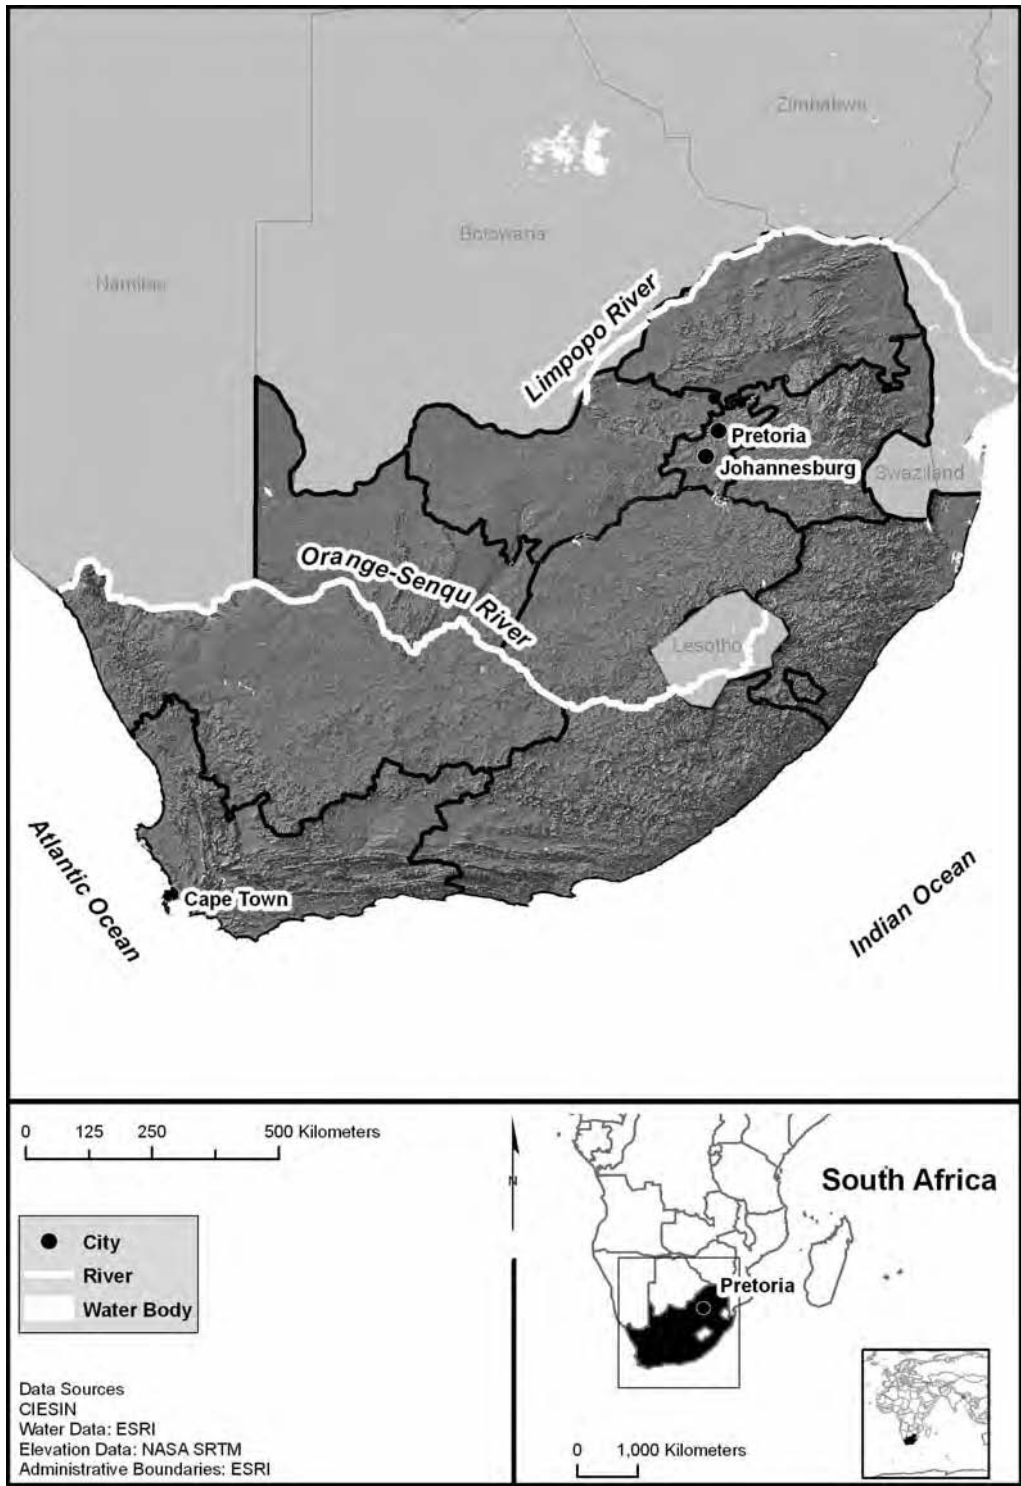 Zimbabwe
Botswana
Namibia
Limpopo River
Pretoria
Johannesburg
Swaziland
Orange-Senqu River
Lesotho
Atlantic Ocean
Cape Town
Indian Ocean
0 125 250 500 Kilometers
N
South Africa
City
River
Water Body
Pretoria
Data Sources
CIESIN
Water Data: ESRI
Elevation Data: NASA SRTM
Administrative Boundaries: ESRI
0 1,000 Kilometers